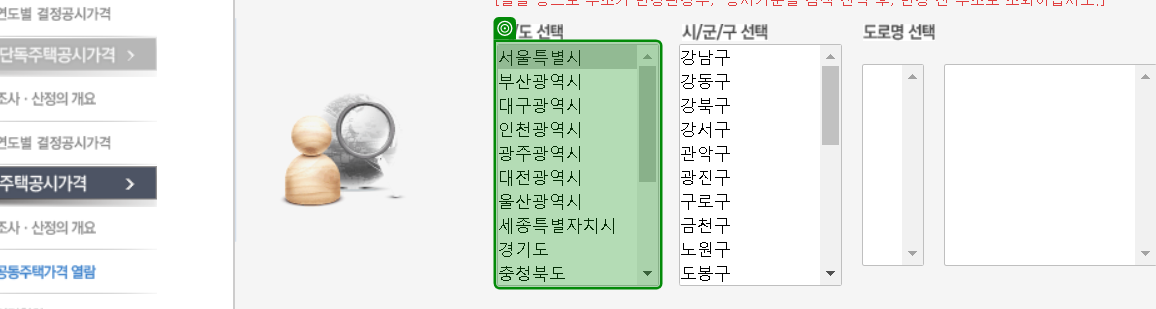 연도별 결정공시가격
단독주택공시가격
조사 · 산정의 개요
연도별 결정공시가격
주택공시가격
조사 · 산정의 개요
공동주택가격 열람
/도 선택
서울특별시
부산광역시
대구광역시
인천광역시
광주광역시
대전광역시
울산광역시
세종특별자치시
경기도
충청북도
시/군/구 선택
강남구
강동구
강북구
강서구
관악구
광진구
구로구
금천구
노원구
도봉구
도로명 선택